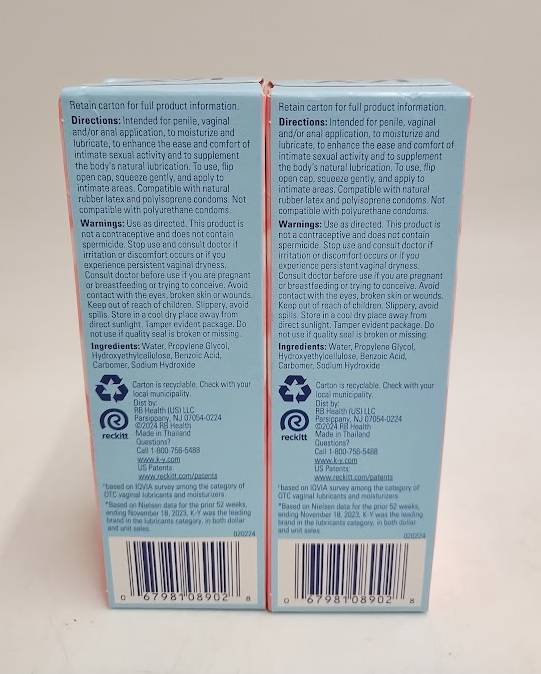 Retain carton for full product information.
Directions: Intended for penile, vaginal
and/or anal application, to moisturize and
lubricate, to enhance the ease and comfort of
intimate sexual activity and to supplement
the body's natural lubrication. To use, flip
open cap, squeeze gently, and apply to
intimate areas. Compatible with natural
rubber latex and polyisoprene condoms. Not
compatible with polyurethane condoms.
Warnings: Use as directed. This product is
not a contraceptive and does not contain
spermicide. Stop use and consult doctor if
irritation or discomfort occurs or if you
experience persistent vaginal dryness.
Consult doctor before use if you are pregnant
or breastfeeding or trying to conceive. Avoid
contact with the eyes, broken skin or wounds.
Keep out of reach of children. Slippery, avoid
spills. Store in a cool dry place away from
direct sunlight. Tamper evident package. Do
not use if quality seal is broken or missing.
Ingredients: Water, Propylene Glycol,
Hydroxyethylcellulose, Benzoic Acid,
Carbomer, Sodium Hydroxide
Carton is recyclable. Check with your
local municipality.
Dist by:
RB Health (US) LLC
Parsippany, NJ 07054-0224
©2024 RB Health
Made in Thailand
reckitt
Questions?
Call 1-800-756-5488
www.k-y.com
US Patents:
www.reckitt.com/patents
†based on IQVIA survey among the category of
OTC vaginal lubricants and moisturizers.
*Based on Nielsen data for the prior 52 weeks,
ending November 18, 2023, K-Y was the leading
brand in the lubricants category, in both dollar
and unit sales
020224
0 67981 08902 8
Retain carton for full product information.
Directions: Intended for penile, vaginal
and/or anal application, to moisturize and
lubricate, to enhance the ease and comfort of
intimate sexual activity and to supplement
the body's natural lubrication. To use, flip
open cap, squeeze gently, and apply to
intimate areas. Compatible with natural
rubber latex and polyisoprene condoms. Not
compatible with polyurethane condoms.
Warnings: Use as directed. This product is
not a contraceptive and does not contain
spermicide. Stop use and consult doctor if
irritation or discomfort occurs or if you
experience persistent vaginal dryness.
Consult doctor before use if you are pregnant
or breastfeeding or trying to conceive. Avoid
contact with the eyes, broken skin or wounds.
Keep out of reach of children. Slippery, avoid
spills. Store in a cool dry place away from
direct sunlight. Tamper evident package. Do
not use if quality seal is broken or missing.
Ingredients: Water, Propylene Glycol,
Hydroxyethylcellulose, Benzoic Acid,
Carbomer, Sodium Hydroxide
Carton is recyclable. Check with your
local municipality.
Dist by:
RB Health (US) LLC
Parsippany, NJ 07054-0224
©2024 RB Health
Made in Thailand
reckitt
Questions?
Call 1-800-756-5488
www.k-y.com
US Patents:
www.reckitt.com/patents
†based on IQVIA survey among the category of
OTC vaginal lubricants and moisturizers.
*Based on Nielsen data for the prior 52 weeks,
ending November 18, 2023, K-Y was the leading
brand in the lubricants category, in both dollar
and unit sales
020224
0 67981 08902 8